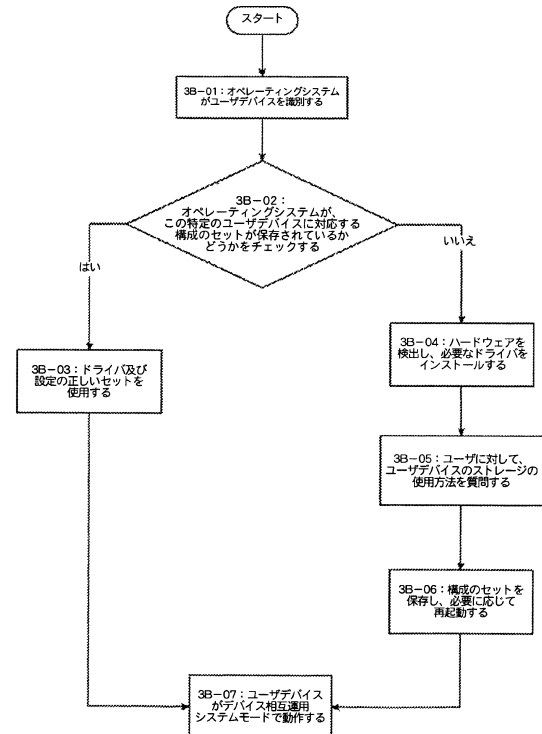 スタート
3B-01：オペレーティングシステム
がユーザデバイスを識別する
3B-02：
オペレーティングシステムが、
この特定のユーザデバイスに対応する
構成のセットが保存されているか
どうかをチェックする
はい
いいえ
3B-03：ドライバ及び
設定の正しいセットを
使用する
3B-04：ハードウェアを
検出し、必要なドライバを
インストールする
3B-05：ユーザに対して、
ユーザデバイスのストレージの
使用方法を質問する
3B-06：構成のセットを
保存し、必要に応じて
再起動する
3B-07：ユーザデバイス
がデバイス相互運用
システムモードで動作する